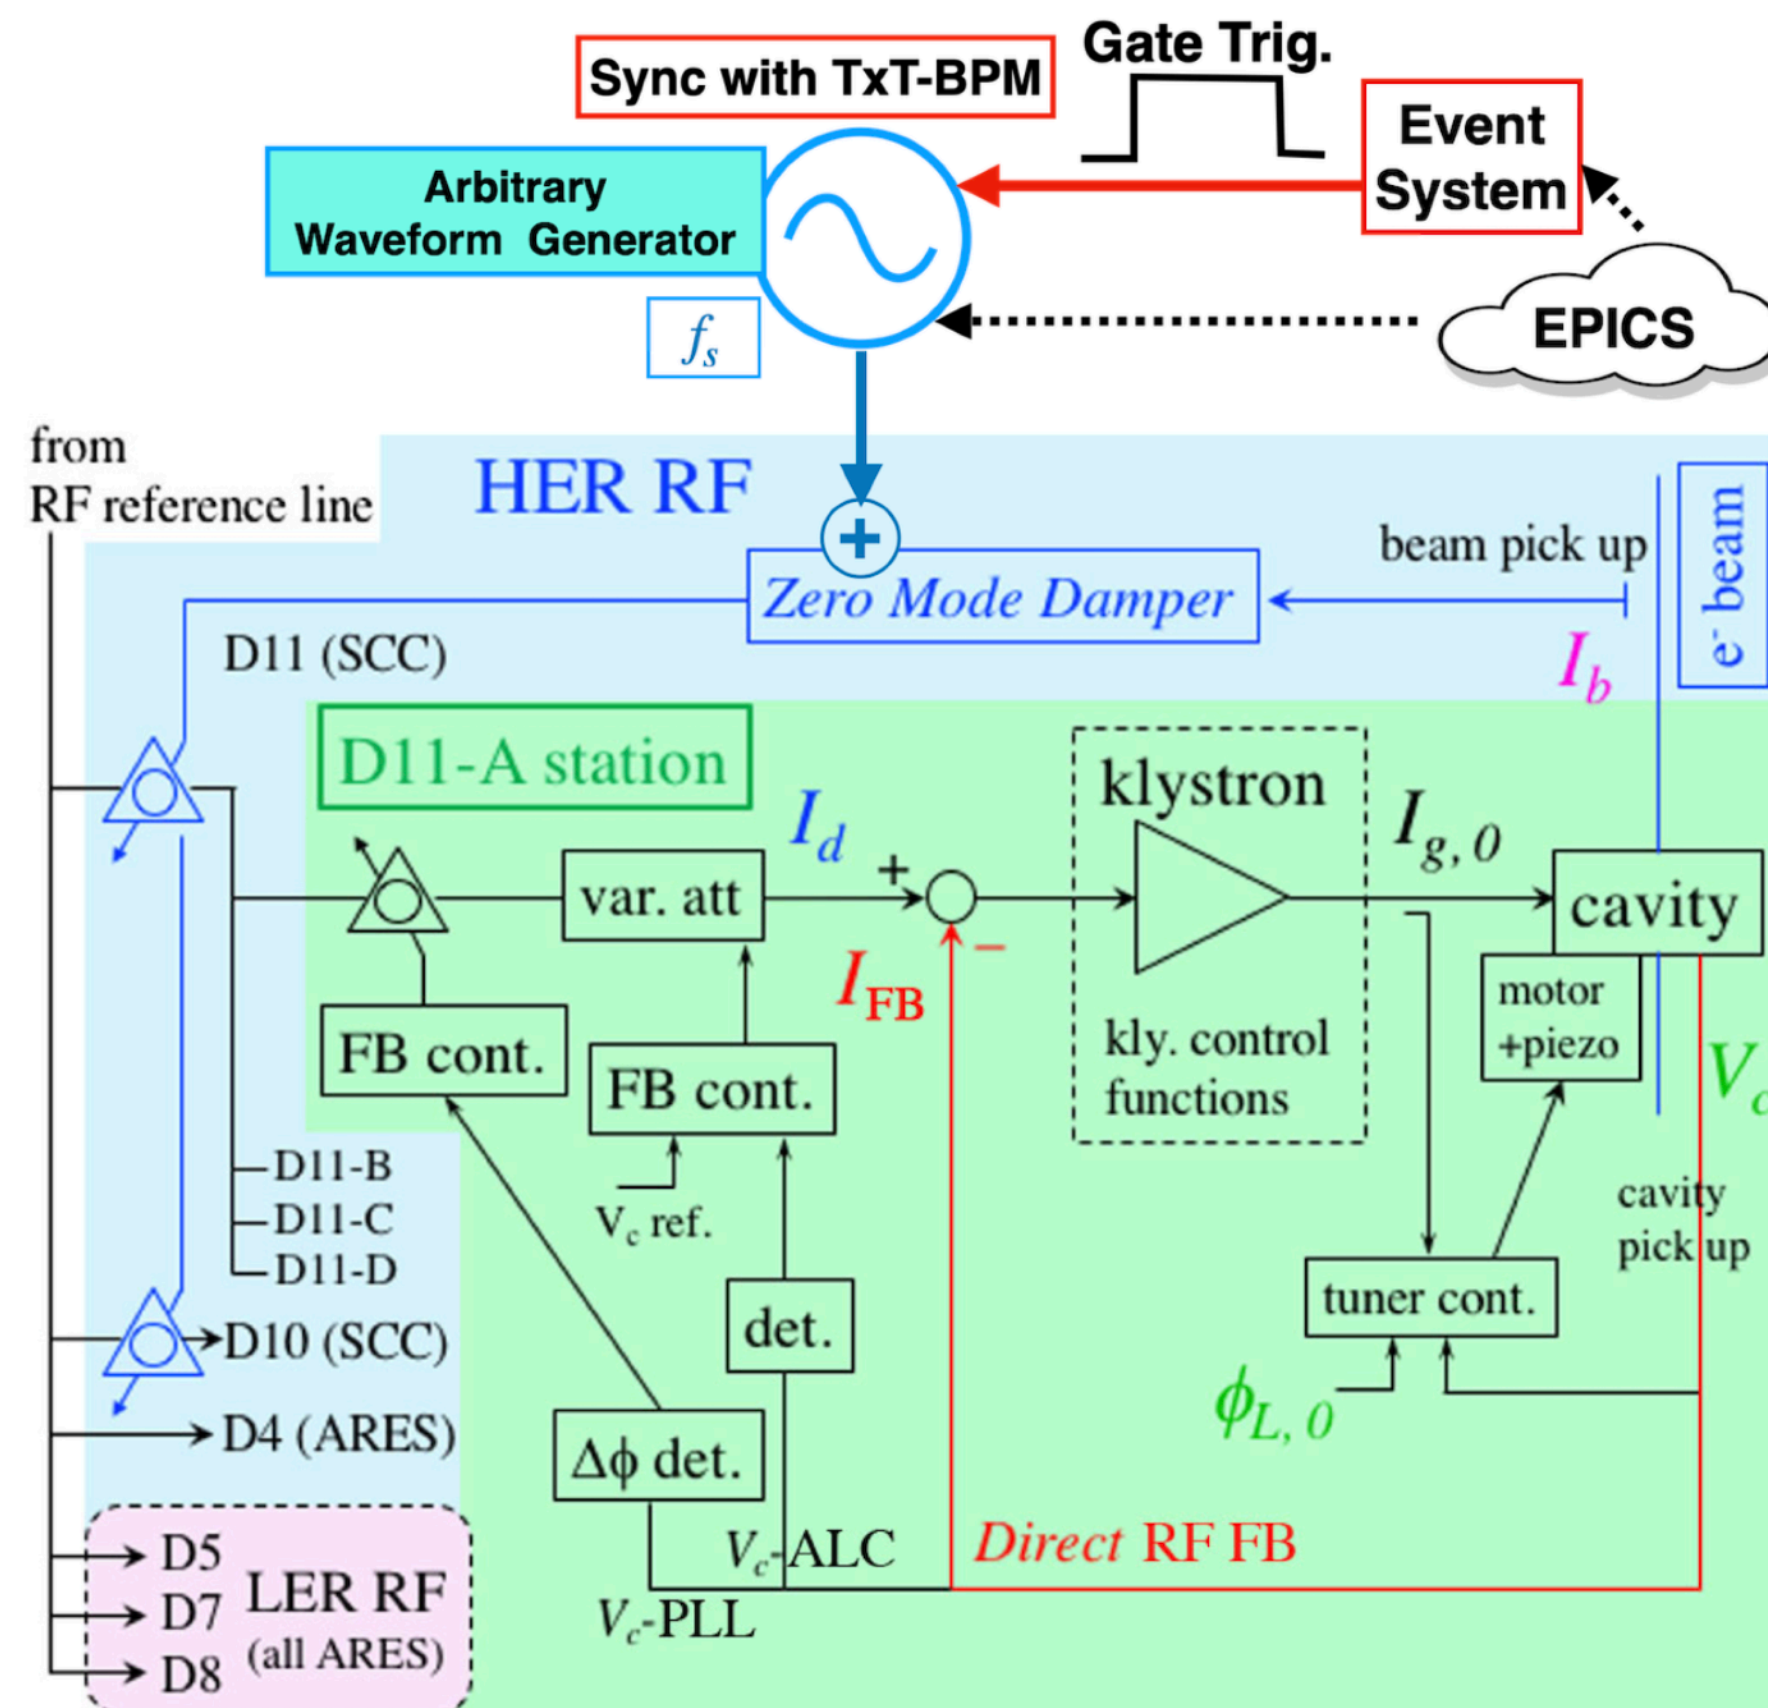 Gate Trig.
Sync with TxT-BPM
Event
System
Arbitrary
Waveform Generator
EPICS
fs
from
RF reference line
HER RF
beam pick up
e- beam
+
Zero Mode Damper
D11 (SCC)
Ib
D11-A station
klystron
Id
Ig, 0
+
var. att
cavity
IFB
−
motor
+piezo
FB cont.
FB cont.
kly. control
functions
Vc
D11-B
D11-C
D11-D
Vc ref.
cavity
pick up
det.
tuner cont.
D10 (SCC)
ϕL, 0
D4 (ARES)
Δϕ det.
Vc-ALC
Direct RF FB
D5
D7
D8
LER RF
(all ARES)
Vc-PLL